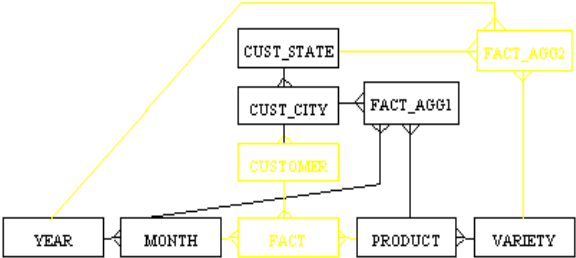 CUST_STATE
FACT_AGG2
CUST_CITY
FACT_AGG1
CUSTOMER
YEAR
MONTH
FACT
PRODUCT
VARIETY